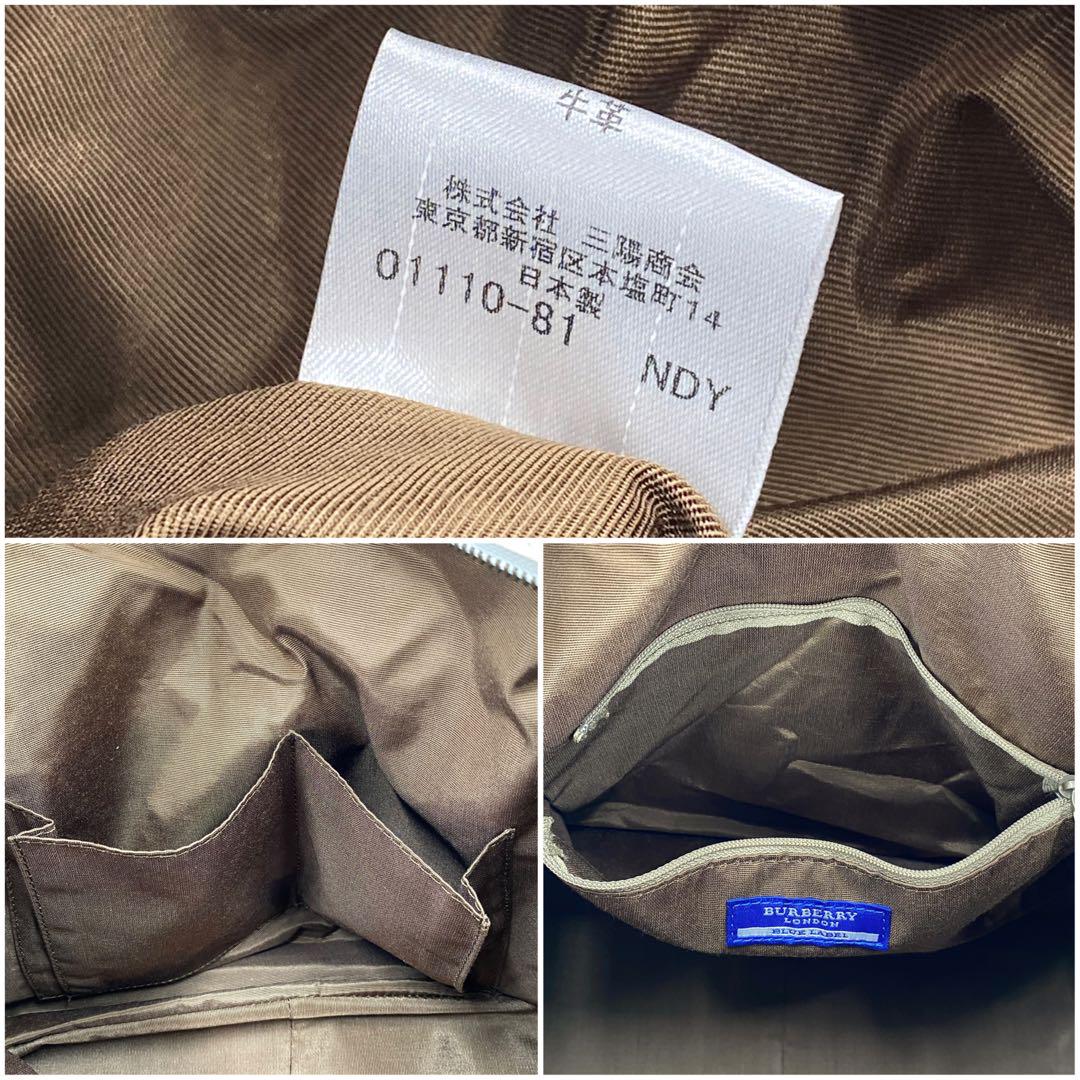 牛革
株式会社 三陽商会
東京都新宿区本塩町14
日本製
01110-81
NDY
BURBERRY
LONDON
BLUE LABEL